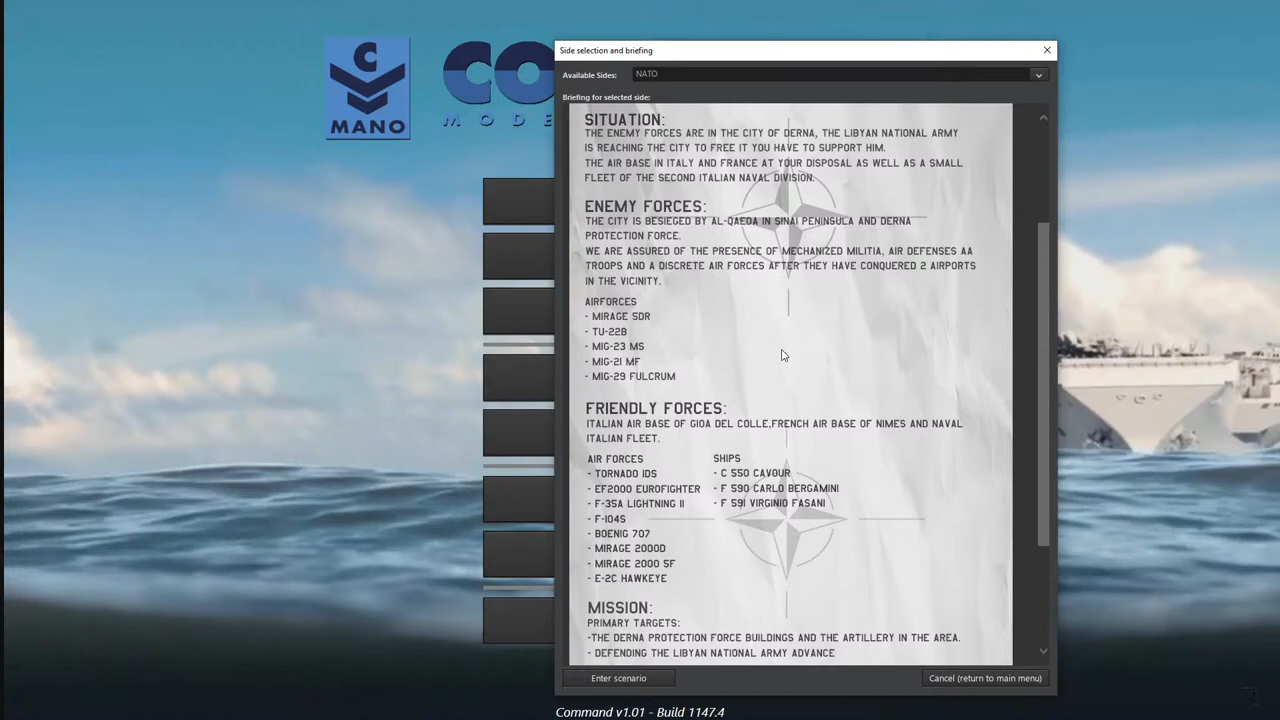 Side selection and briefing
C
MANO
CO
MODE
Available Sides: NATO
Briefing for selected side:
SITUATION:
THE ENEMY FORCES ARE IN THE CITY OF DERNA, THE LIBYAN NATIONAL ARMY
IS REACHING THE CITY TO FREE IT YOU HAVE TO SUPPORT HIM.
THE AIR BASE IN ITALY AND FRANCE AT YOUR DISPOSAL AS WELL AS A SMALL
FLEET OF THE SECOND ITALIAN NAVAL DIVISION.
ENEMY FORCES:
THE CITY IS BESIEGED BY AL-QAEDA IN SINAI PENINSULA AND DERNA
PROTECTION FORCE.
WE ARE ASSURED OF THE PRESENCE OF MECHANIZED MILITIA, AIR DEFENSES AA
TROOPS AND A DISCRETE AIR FORCES AFTER THEY HAVE CONQUERED 2 AIRPORTS
IN THE VICINITY.
AIRFORCES
- MIRAGE 5DR
- TU-22B
- MIG-23 MS
- MIG-21 MF
- MIG-29 FULCRUM
FRIENDLY FORCES:
ITALIAN AIR BASE OF GIOA DEL COLLE,FRENCH AIR BASE OF NIMES AND NAVAL
ITALIAN FLEET.
AIR FORCES SHIPS
- TORNADO IDS - C 550 CAVOUR
- EF2000 EUROFIGHTER - F 590 CARLO BERGAMINI
- F-35A LIGHTNING II - F 591 VIRGINIO FASANI
- F-104S
- BOENIG 707
- MIRAGE 2000D
- MIRAGE 2000 5F
- E-2C HAWKEYE
MISSION:
PRIMARY TARGETS:
-THE DERNA PROTECTION FORCE BUILDINGS AND THE ARTILLERY IN THE AREA.
- DEFENDING THE LIBYAN NATIONAL ARMY ADVANCE
Enter scenario Cancel (return to main menu)
Command v1.01 - Build 1147.4